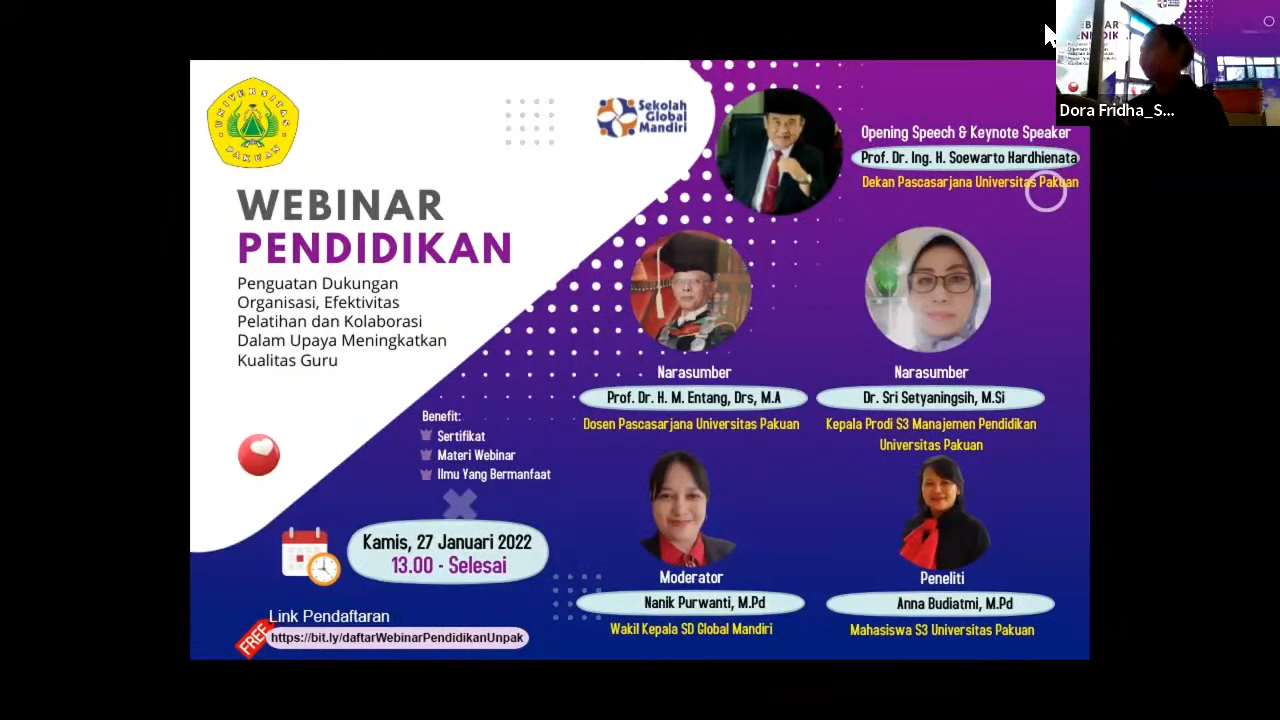 UNIVERSITAS
PAKUAN
Sekolah
Global
Mandiri
WEBINAR
PENDIDIKAN
Penguatan Dukungan
Organisasi, Efektivitas
Pelatihan dan Kolaborasi
Dalam Upaya Meningkatkan
Kualitas Guru
Benefit:
Sertifikat
Materi Webinar
Ilmu Yang Bermanfaat
Kamis, 27 Januari 2022
13.00 - Selesai
Link Pendaftaran
FREE
https://bit.ly/daftarWebinarPendidikanUnpak
Opening Speech & Keynote Speaker
Prof. Dr. Ing. H. Soewarto Hardhienata
Dekan Pascasarjana Universitas Pakuan
Narasumber
Prof. Dr. H. M. Entang, Drs, M.A
Dosen Pascasarjana Universitas Pakuan
Narasumber
Dr. Sri Setyaningsih, M.Si
Kepala Prodi S3 Manajemen Pendidikan
Universitas Pakuan
Moderator
Nanik Purwanti, M.Pd
Wakil Kepala SD Global Mandiri
Peneliti
Anna Budiatmi, M.Pd
Mahasiswa S3 Universitas Pakuan
Dora Fridha_S...